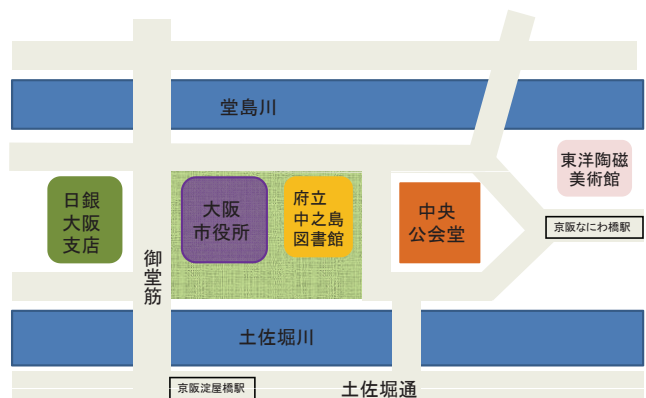 堂島川
東洋陶磁
美術館
日銀
大阪
支店
大阪
市役所
府立
中之島
図書館
中央
公会堂
京阪なにわ橋駅
御堂筋
土佐堀川
京阪淀屋橋駅
土佐堀通